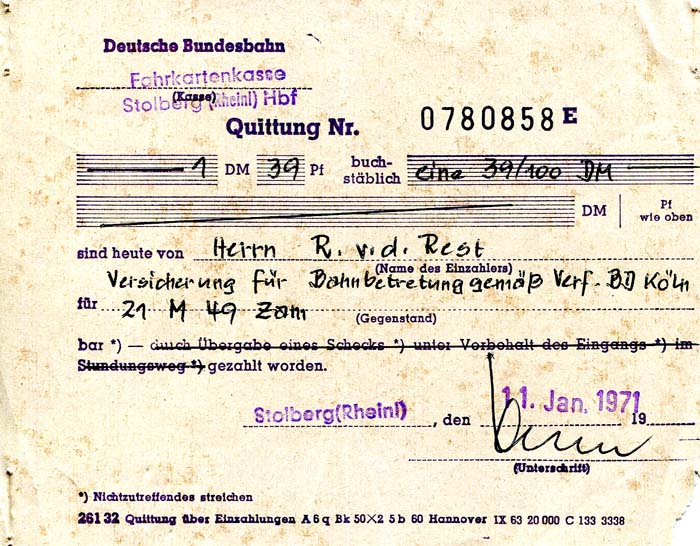 Deutsche Bundesbahn
Fahrkartenkasse
(Kasse)
Stolberg (Rheinl) Hbf
Quittung Nr. 0780858 E
1 DM 39 Pf buch-stäblich eine 39/100 DM
DM Pf wie oben
sind heute von Herrn R. v. d. Rest
(Name des Einzahlers)
Versicherung für Bahnbetretung gemäß Verf. BD Köln
für 21 M 49 Zam
(Gegenstand)
bar *) — durch Übergabe eines Schecks *) unter Vorbehalt des Eingangs *) im
Stundungsweg *) gezahlt worden.
Stolberg (Rheinl) , den 11. Jan. 1971 19
(Unterschrift)
*) Nichtzutreffendes streichen
261 32 Quittung über Einzahlungen A 6 q Bk 50×2 5 b 60 Hannover IX 63 20 000 C 133 3338